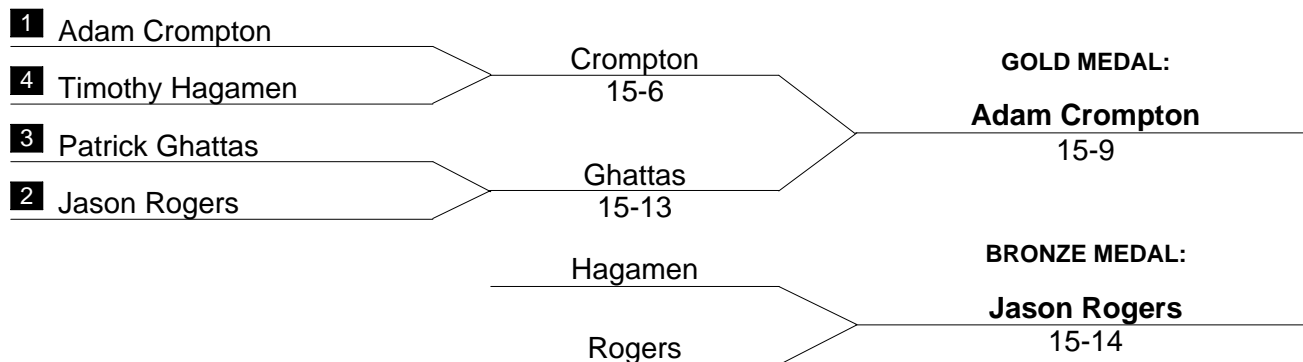 1 Adam Crompton
4 Timothy Hagamen
3 Patrick Ghattas
2 Jason Rogers
Crompton
15-6
Ghattas
15-13
GOLD MEDAL:
Adam Crompton
15-9
Hagamen
Rogers
BRONZE MEDAL:
Jason Rogers
15-14